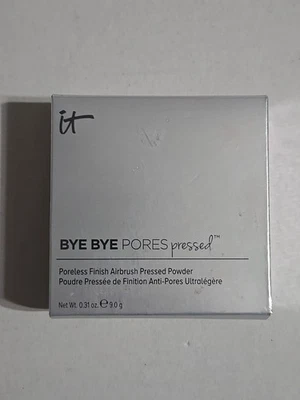 it
BYE BYE PORES pressed™
Poreless Finish Airbrush Pressed Powder
Poudre Pressée de Finition Anti-Pores Ultralégère
Net Wt. 0.31 oz. ℮ 9.0 g